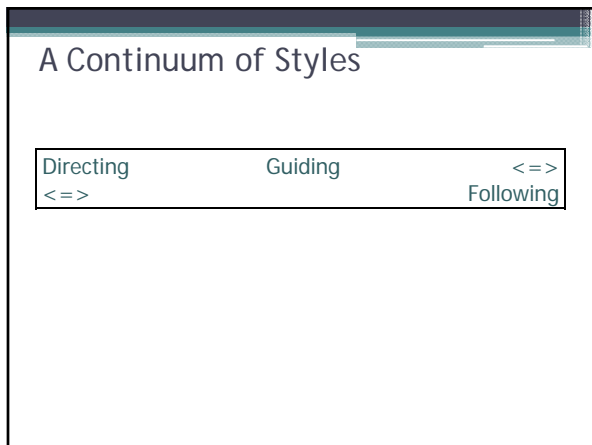 A Continuum of Styles
Directing Guiding <=>
<=> Following